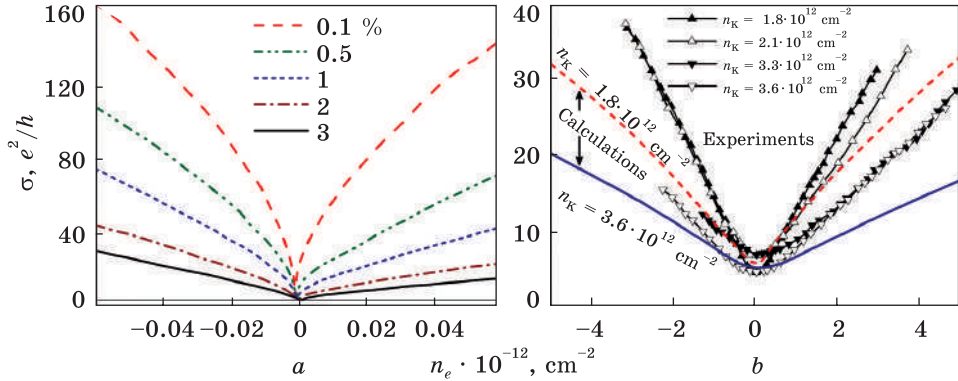 160
120
80
40
0
σ, e²/h
0.1 %
0.5
1
2
3
−0.04
−0.02
0
0.02
0.04
a
nₑ · 10⁻¹², cm⁻²
40
30
20
10
0
n_K = 1.8·10¹² cm⁻²
n_K = 2.1·10¹² cm⁻²
n_K = 3.3·10¹² cm⁻²
n_K = 3.6·10¹² cm⁻²
n_K = 1.8·10¹² cm⁻²
Calculations
Experiments
n_K = 3.6·10¹²
cm⁻²
−4
−2
0
2
4
b